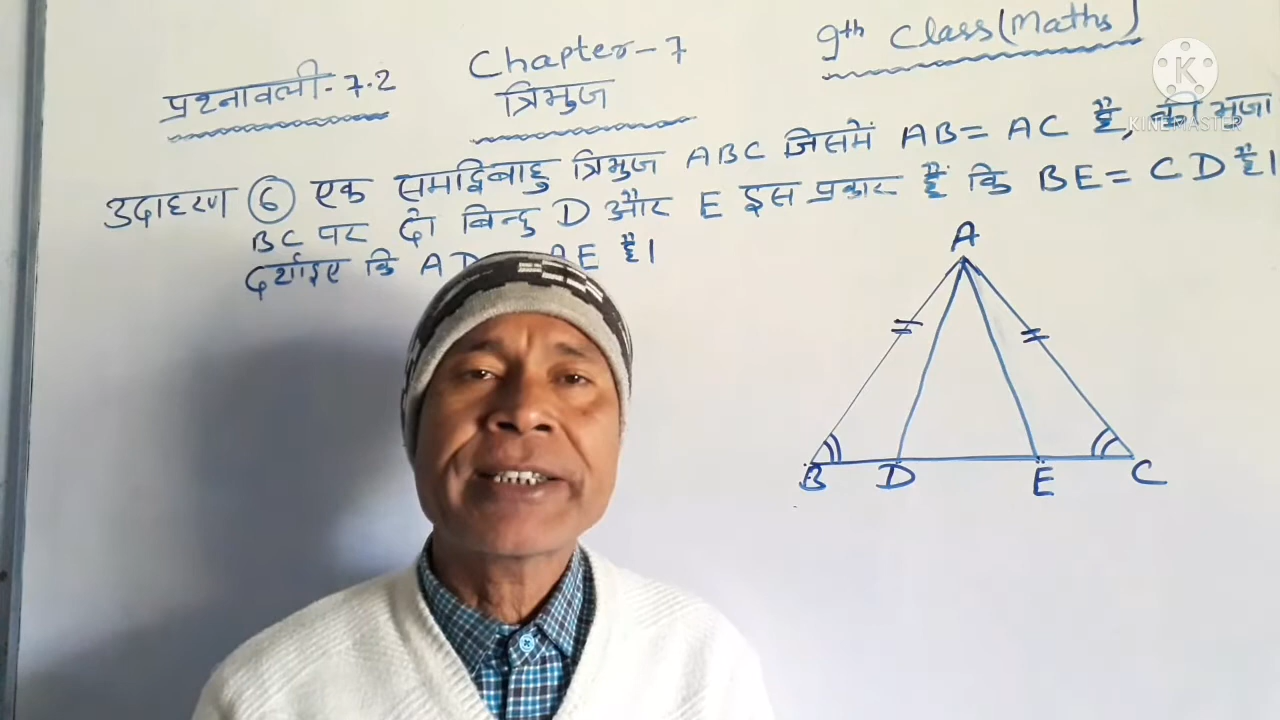 9th Class (Maths)
Chapter-7
प्रश्नावली-7.2
त्रिभुज
K
KINEMASTER
उदाहरण 6 एक समद्विबाहु त्रिभुज ABC जिसमें AB = AC है, की भुजा
BC पर दो बिन्दु D और E इस प्रकार हैं कि BE = CD है।
दर्शाइए कि AD AE है।
A
B D E C